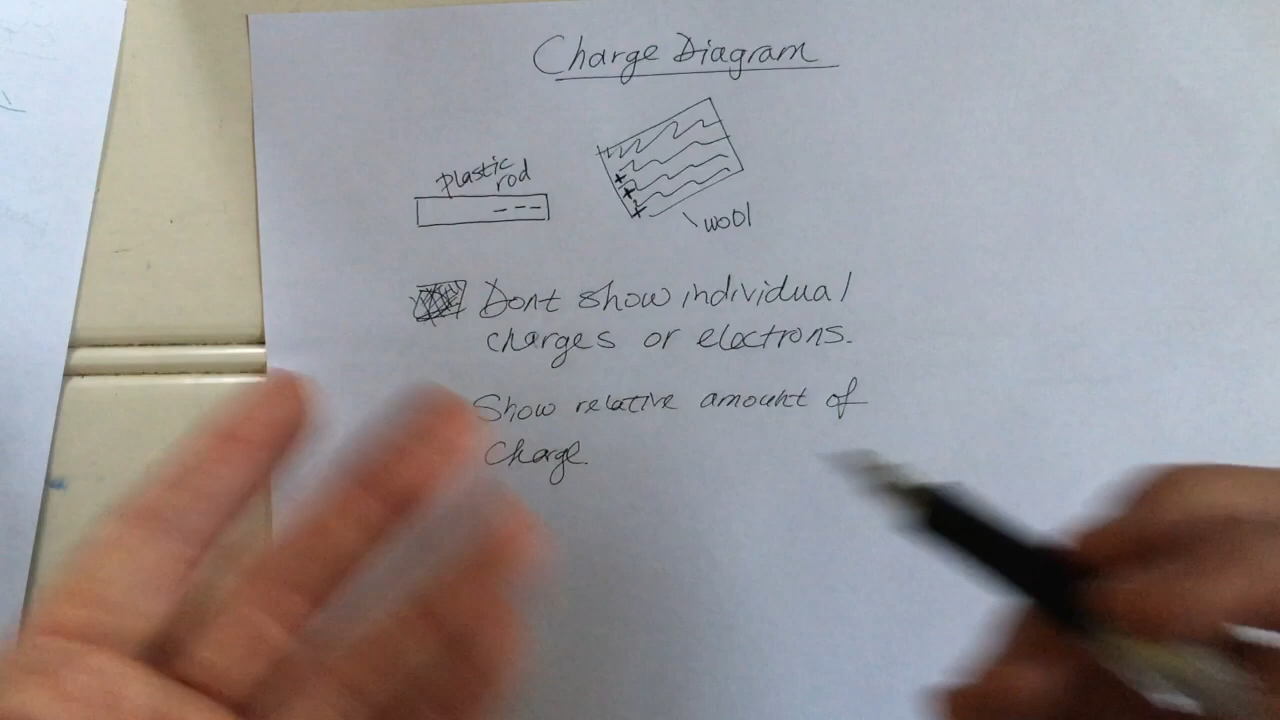 Charge Diagram
plastic
rod
- - -
+
+
+
+
wool
Dont show individual
charges or electrons.
Show relative amount of
Charge.